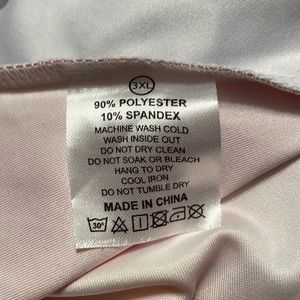 3XL
90% POLYESTER
10% SPANDEX
MACHINE WASH COLD
WASH INSIDE OUT
DO NOT DRY CLEAN
DO NOT SOAK OR BLEACH
HANG TO DRY
COOL IRON
DO NOT TUMBLE DRY
MADE IN CHINA
30°